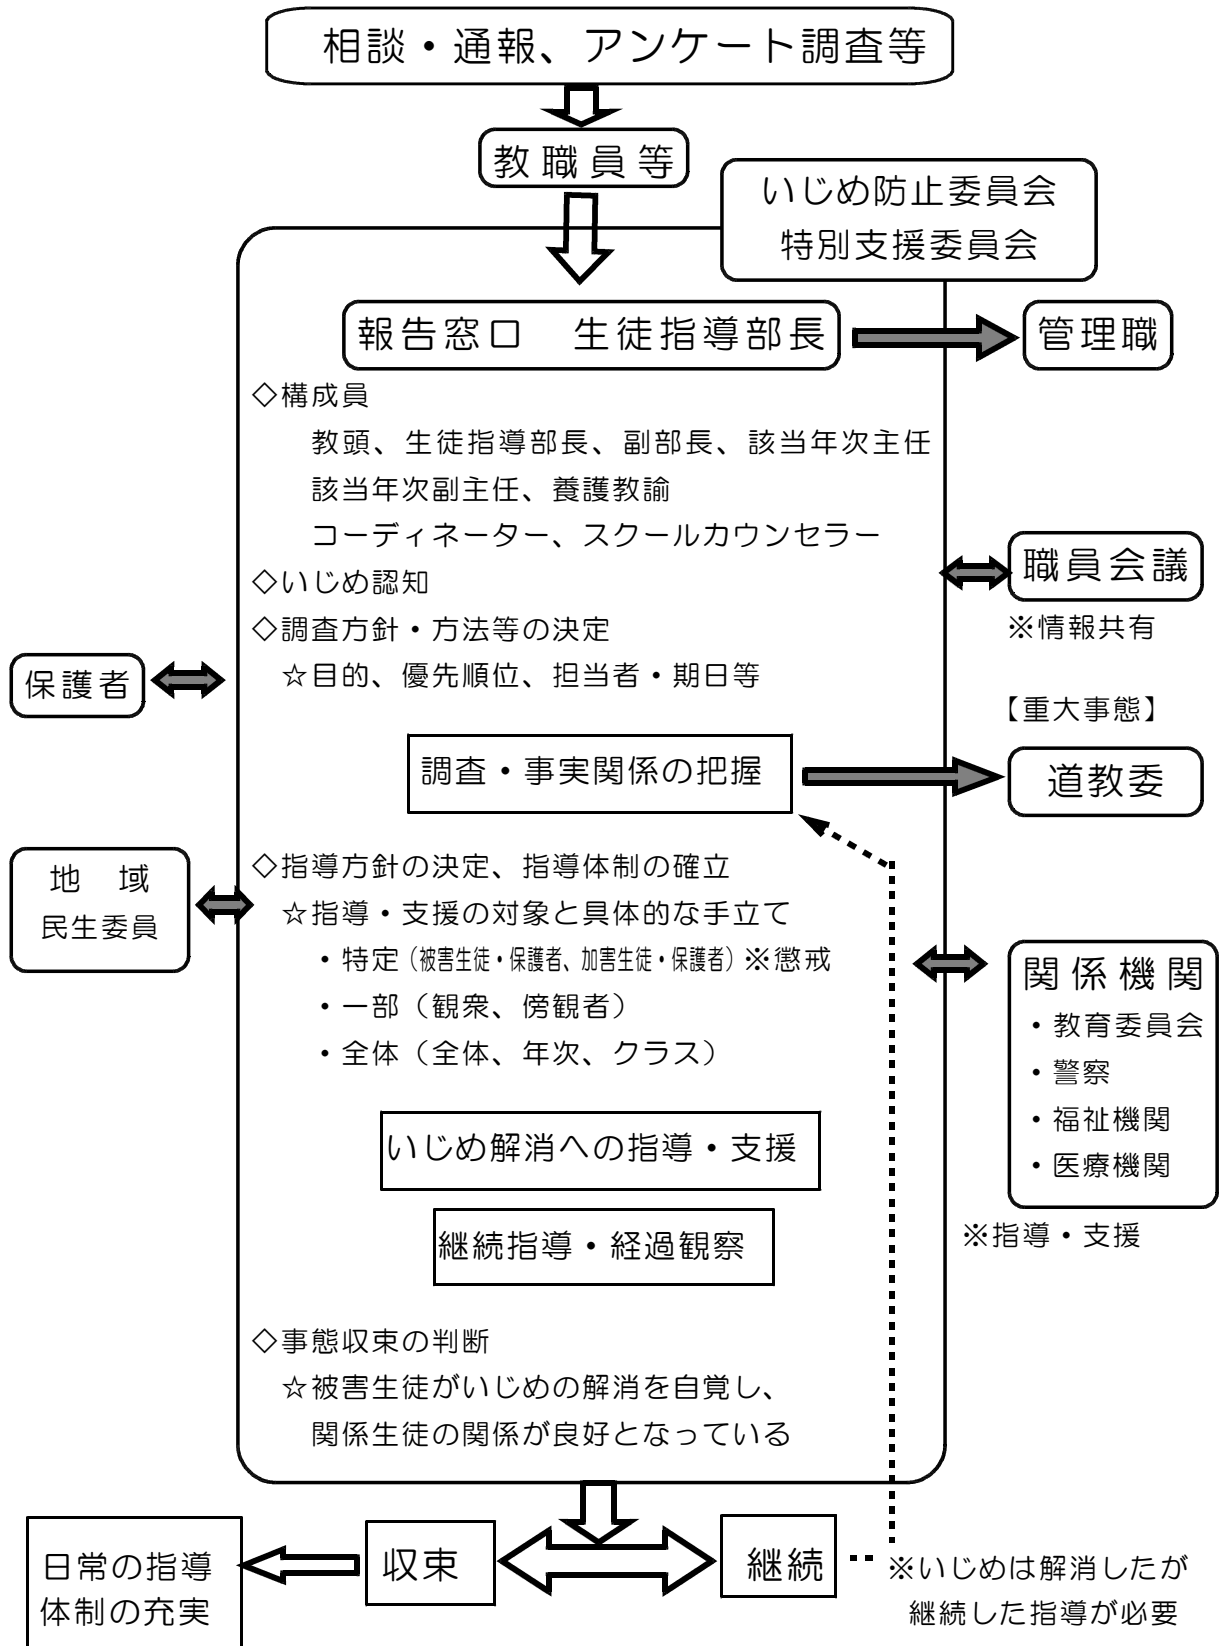 相談・通報、アンケート調査等
教職員等
いじめ防止委員会
特別支援委員会
報告窓口　生徒指導部長
管理職
◇構成員
教頭、生徒指導部長、副部長、該当年次主任
該当年次副主任、養護教諭
コーディネーター、スクールカウンセラー
◇いじめ認知
職員会議
※情報共有
◇調査方針・方法等の決定
☆目的、優先順位、担当者・期日等
保護者
【重大事態】
調査・事実関係の把握
道教委
地　域
民生委員
◇指導方針の決定、指導体制の確立
☆指導・支援の対象と具体的な手立て
・特定（被害生徒・保護者、加害生徒・保護者）※懲戒
・一部（観衆、傍観者）
・全体（全体、年次、クラス）
関係機関
・教育委員会
・警察
・福祉機関
・医療機関
※指導・支援
いじめ解消への指導・支援
継続指導・経過観察
◇事態収束の判断
☆被害生徒がいじめの解消を自覚し、
関係生徒の関係が良好となっている
日常の指導
体制の充実
収束
継続
※いじめは解消したが
継続した指導が必要